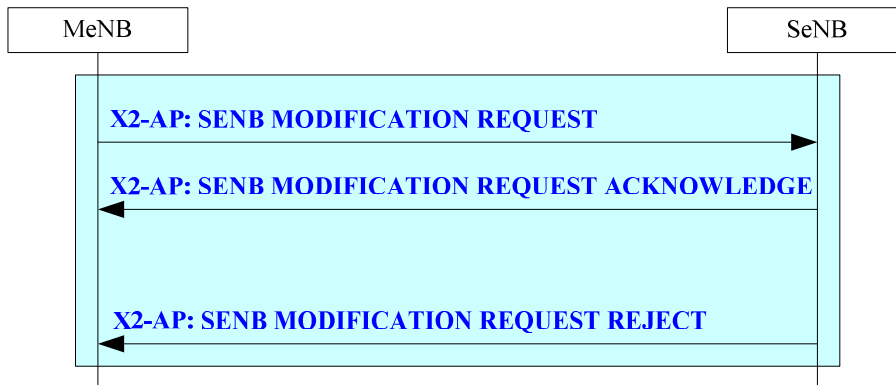 MeNB
SeNB
X2-AP: SENB MODIFICATION REQUEST
X2-AP: SENB MODIFICATION REQUEST ACKNOWLEDGE
X2-AP: SENB MODIFICATION REQUEST REJECT